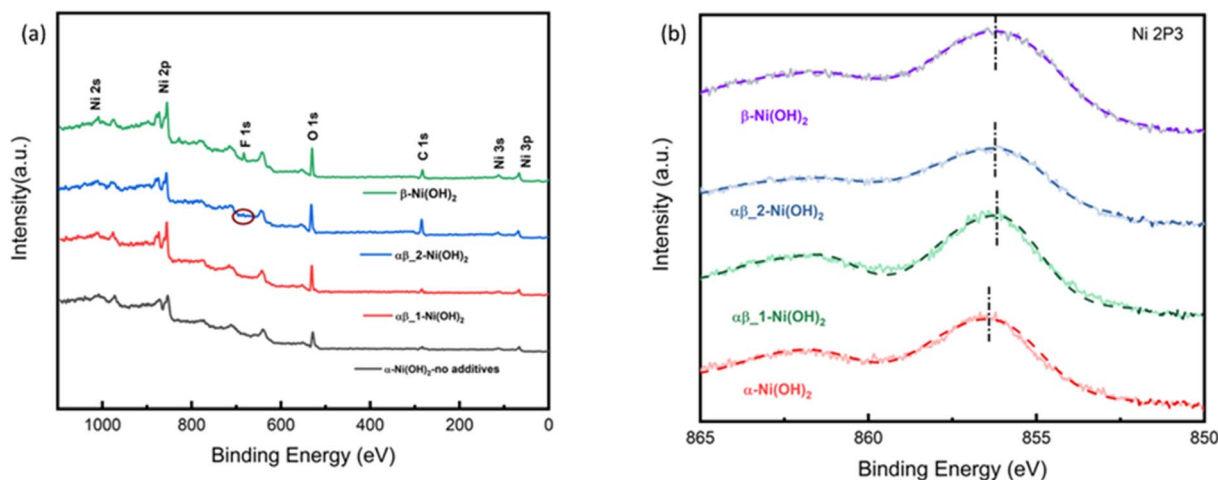 (a)
Ni 2s
Ni 2p
F 1s
O 1s
C 1s
Ni 3s
Ni 3p
β-Ni(OH)₂
αβ_2-Ni(OH)₂
αβ_1-Ni(OH)₂
α-Ni(OH)₂-no additives
Intensity(a.u.)
1000 800 600 400 200 0
Binding Energy (eV)
(b)
Ni 2P3
β-Ni(OH)₂
αβ_2-Ni(OH)₂
αβ_1-Ni(OH)₂
α-Ni(OH)₂
Intensity (a.u.)
865 860 855 850
Binding Energy (eV)